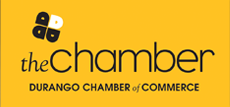 the chamber
DURANGO CHAMBER of COMMERCE